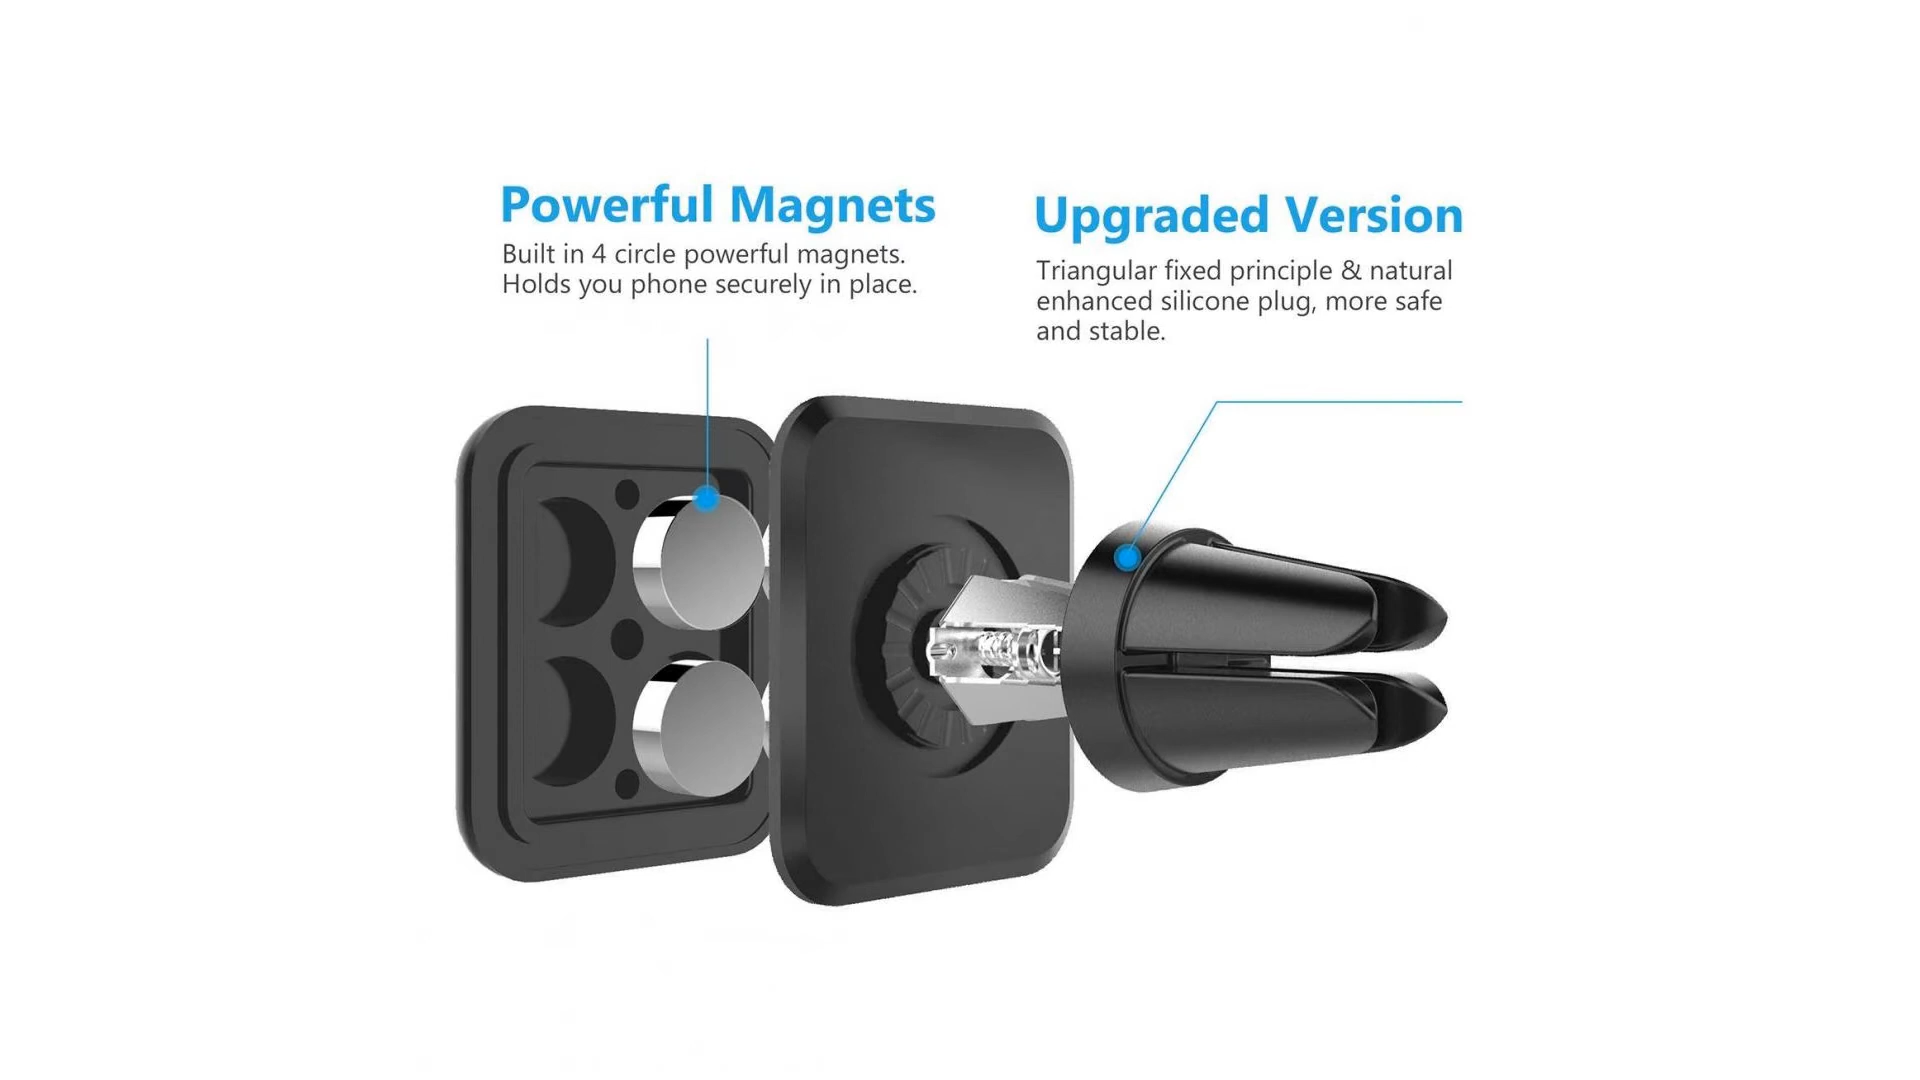 Powerful Magnets
Built in 4 circle powerful magnets.
Holds you phone securely in place.
Upgraded Version
Triangular fixed principle & natural
enhanced silicone plug, more safe
and stable.